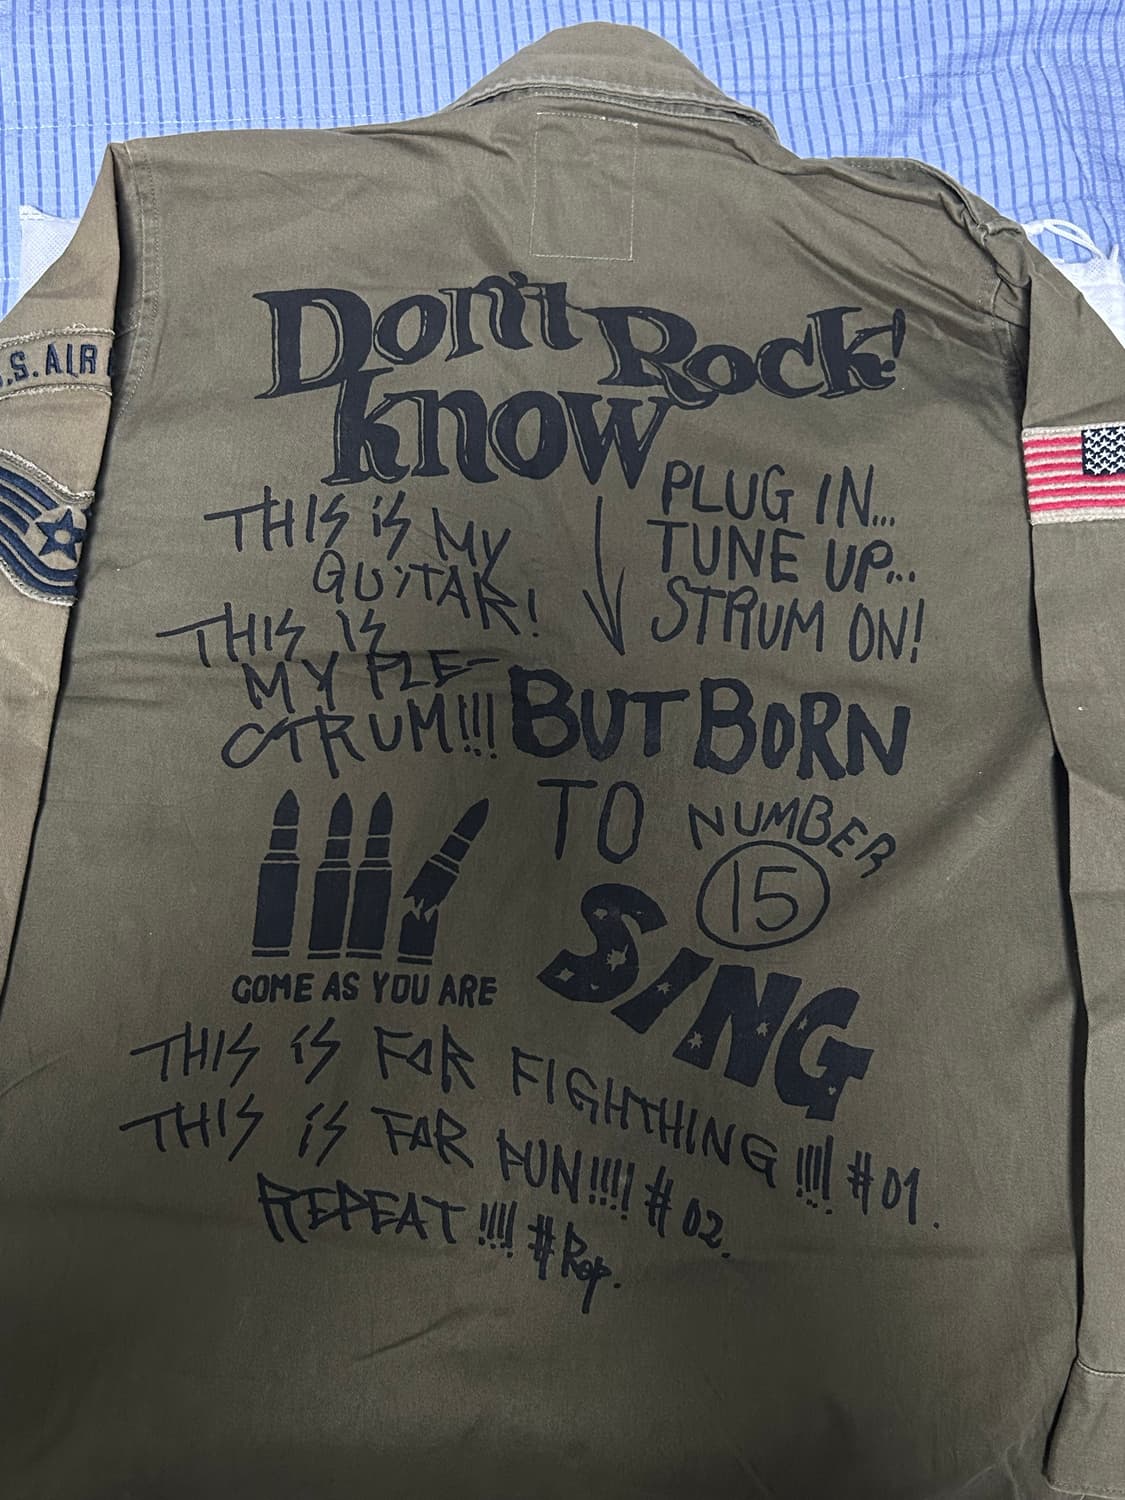 .S. AIR
Don't Rock!
know
THIS iS MY
GUiTAR!
THIS IS
MY PLE-
CTRUM!!!
PLUG IN...
TUNE UP...
STRUM ON!
BUT BORN
TO
NUMBER
15
SING
COME AS YOU ARE
THIS iS FOR FIGHTHING !!!! #01.
THIS iS FOR FUN!!!! #02.
REPEAT !!!! #Rep.